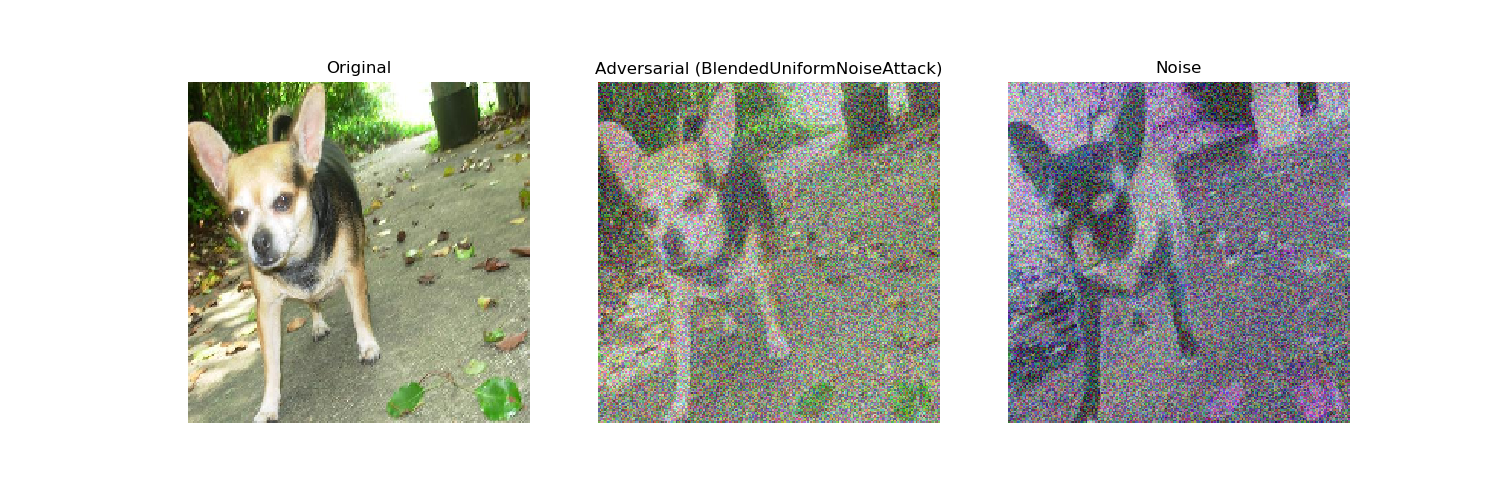 Original
Adversarial (BlendedUniformNoiseAttack)
Noise